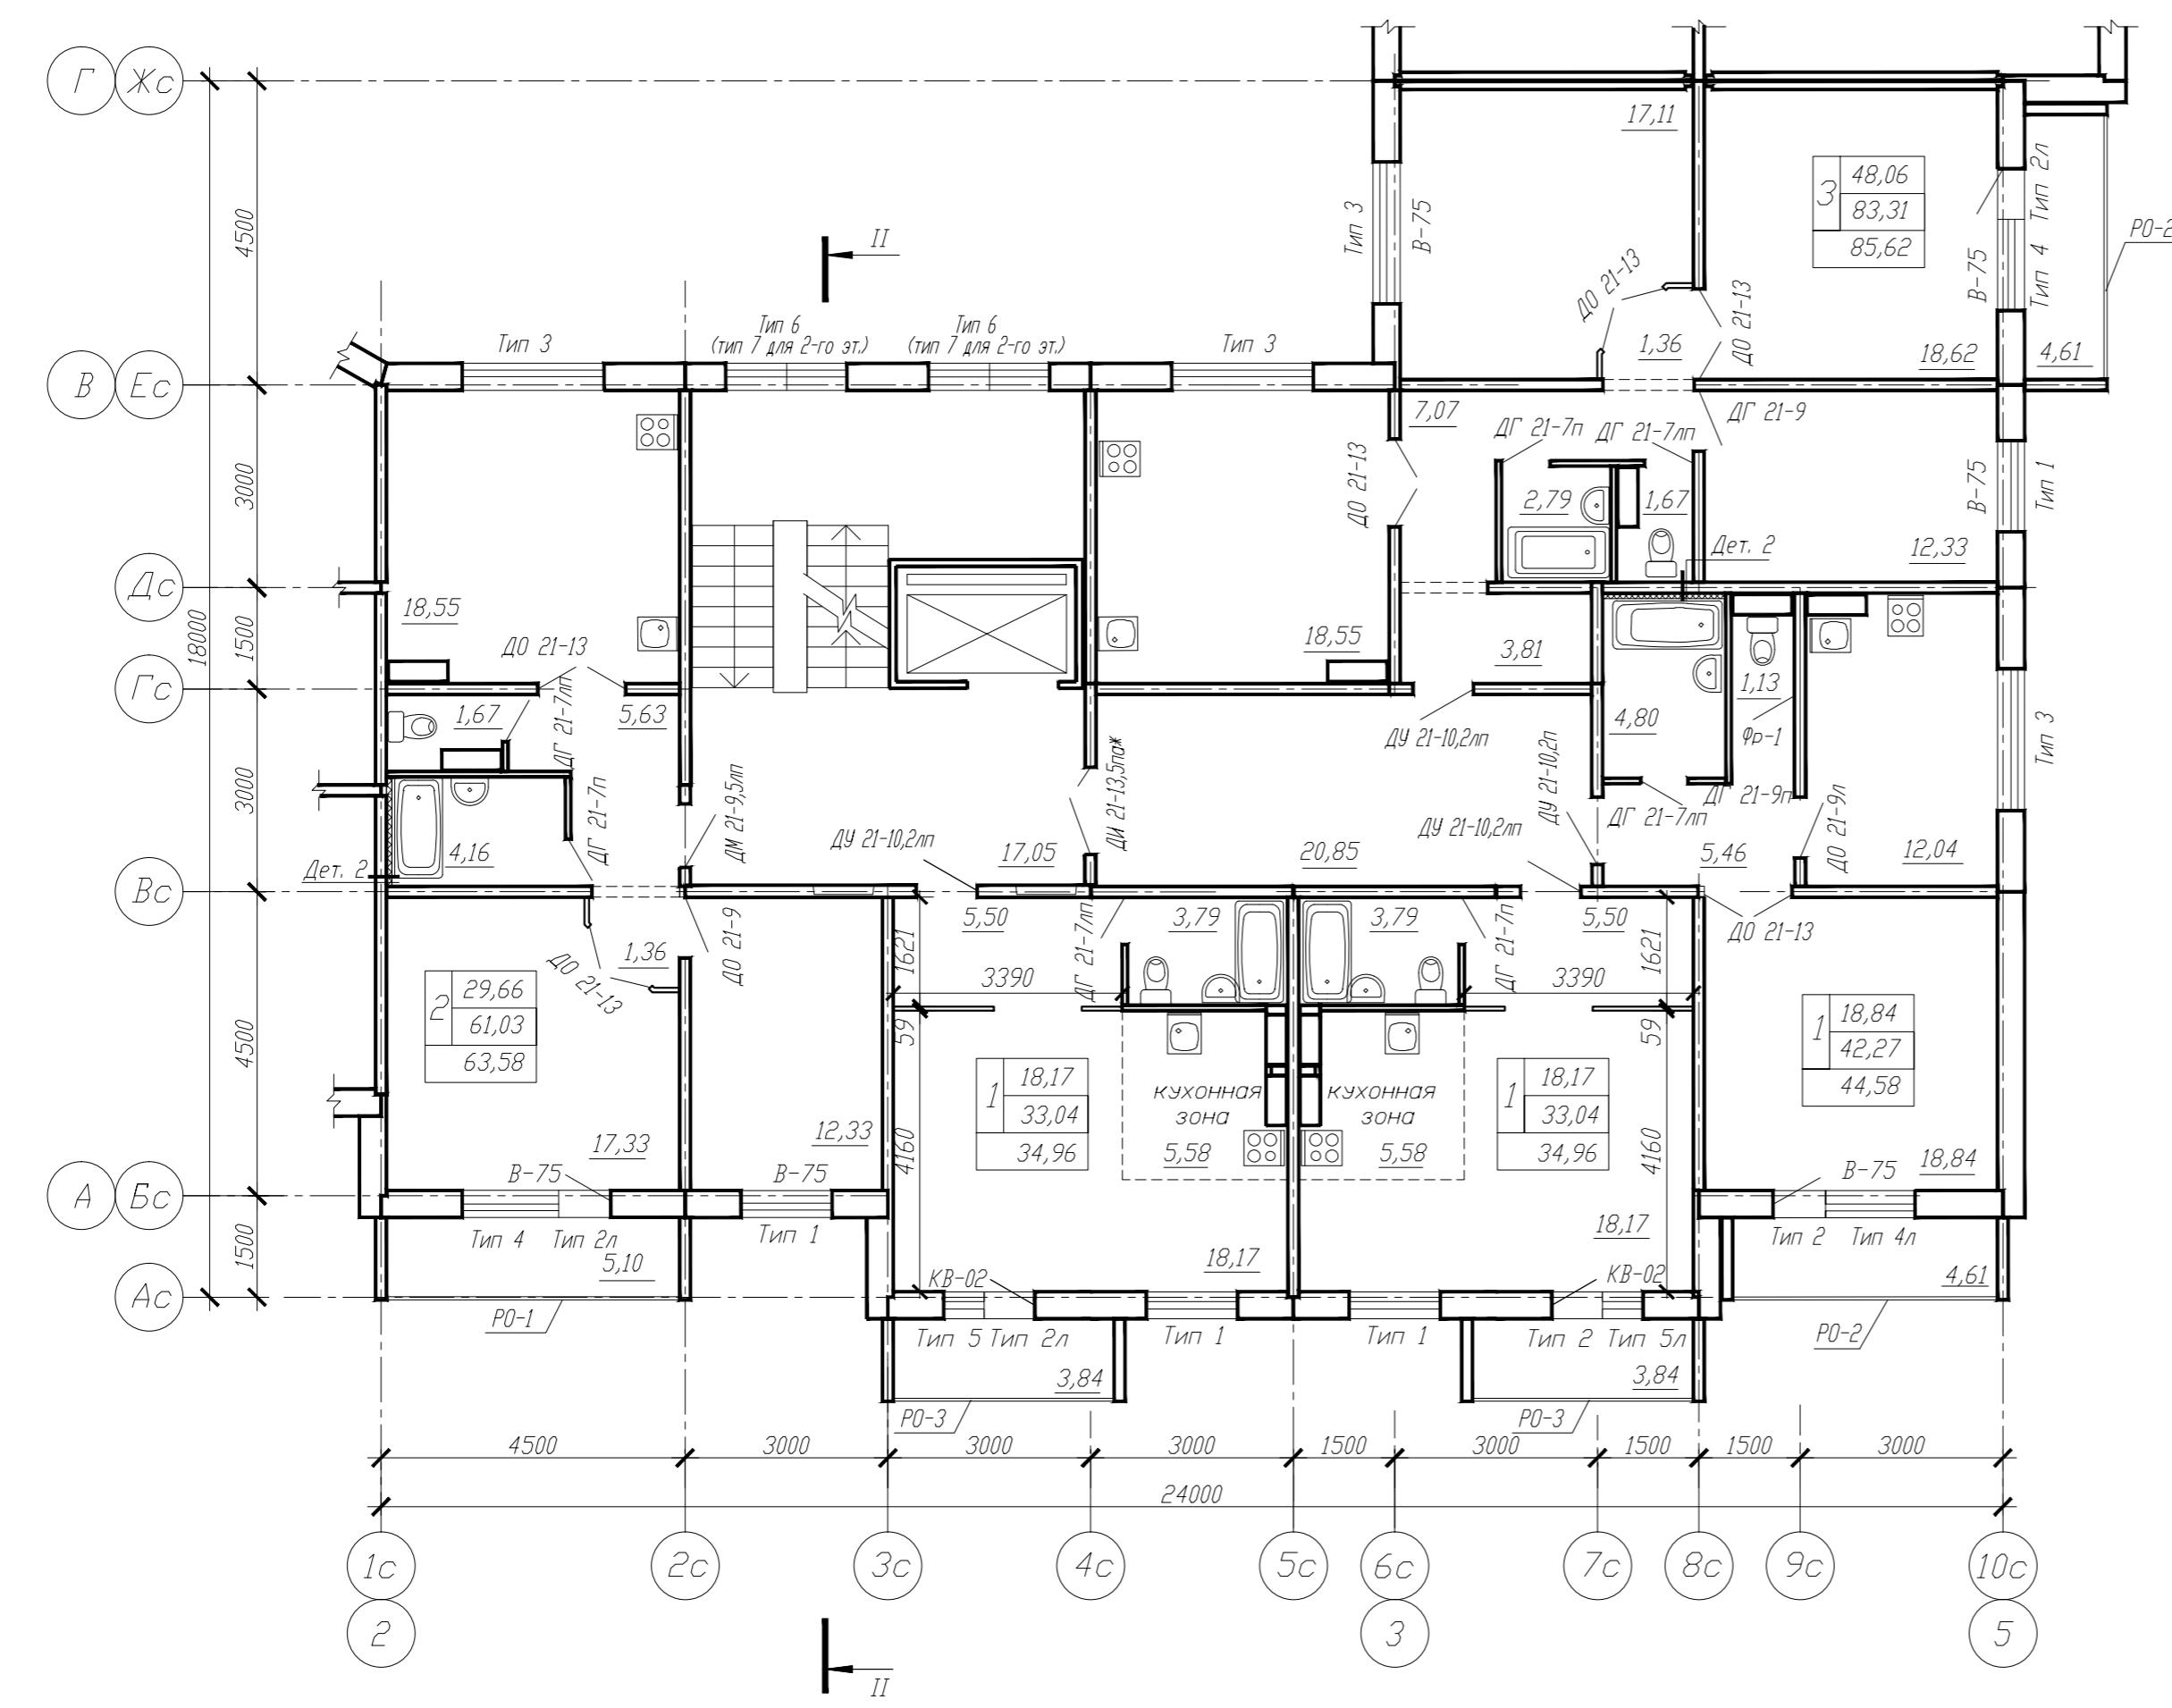 Г Жс
17,11
3 48,06
83,31
85,62
Тип 2л
Тип 4
В-75
РО-2
4500
II
Тип 3
В-75
ДО 21-13
ДО 21-13
1,36
18,62
4,61
В Ес
Тип 3
Тип 6
(тип 7 для 2-го эт.)
Тип 6
(тип 7 для 2-го эт.)
Тип 3
7,07
ДГ 21-7п
ДГ 21-7лп
ДГ 21-9
ДО 21-13
В-75
Тип 1
3000
2,79
1,67
Дет. 2
12,33
Дс
18000
18,55
1500
ДО 21-13
18,55
3,81
1,13
Гс
1,67
5,63
ДГ 21-7лп
4,80
Фр-1
Тип 3
ДУ 21-10,2лп
ДИ 21-13,5па*
ДУ 21-10,2п
3000
ДГ 21-7п
ДМ 21-9,5лп
ДГ 21-9п
ДГ 21-7лп
ДО 21-9л
4,16
ДУ 21-10,2лп
17,05
20,85
ДУ 21-10,2лп
5,46
12,04
Дет. 2
Вс
5,50
3,79
3,79
5,50
ДО 21-13
1621
ДГ 21-7лп
ДГ 21-7п
1621
1,36
ДО 21-9
ДО 21-13
3390
3390
2 29,66
61,03
63,58
4500
59
59
1 18,84
42,27
44,58
1 18,17
33,04
34,96
кухонная
зона
5,58
кухонная
зона
5,58
1 18,17
33,04
34,96
4160
4160
12,33
17,33
В-75
В-75
В-75
18,84
А Бс
Тип 4
Тип 2л
Тип 1
18,17
18,17
Тип 2
Тип 4л
1500
5,10
КВ-02
КВ-02
4,61
Ас
РО-1
Тип 5
Тип 2л
Тип 1
Тип 1
Тип 2
Тип 5л
РО-2
3,84
3,84
РО-3
РО-3
4500 3000 3000 3000 1500 3000 1500 1500 3000
24000
1с 2с 3с 4с 5с 6с 7с 8с 9с 10с
2 3 5
II